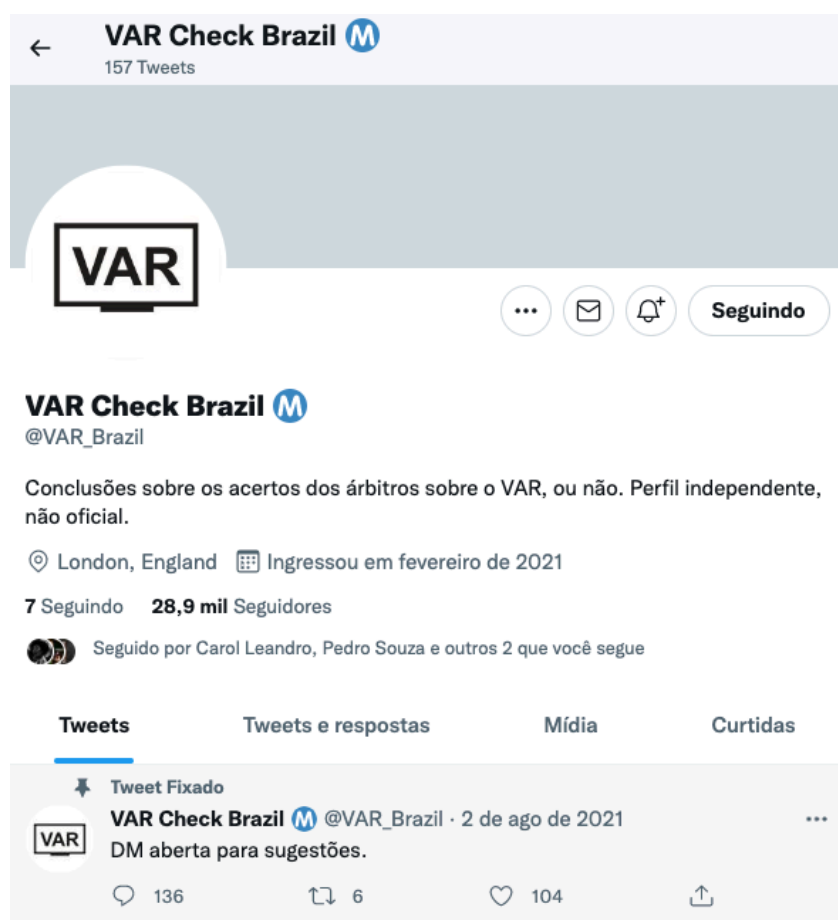 VAR Check Brazil Ⓜ
157 Tweets
VAR
Seguindo
VAR Check Brazil Ⓜ
@VAR_Brazil
Conclusões sobre os acertos dos árbitros sobre o VAR, ou não. Perfil independente,
não oficial.
London, England Ingressou em fevereiro de 2021
7 Seguindo 28,9 mil Seguidores
Seguido por Carol Leandro, Pedro Souza e outros 2 que você segue
Tweets Tweets e respostas Mídia Curtidas
Tweet Fixado
VAR Check Brazil Ⓜ @VAR_Brazil · 2 de ago de 2021
VAR
DM aberta para sugestões.
136 6 104